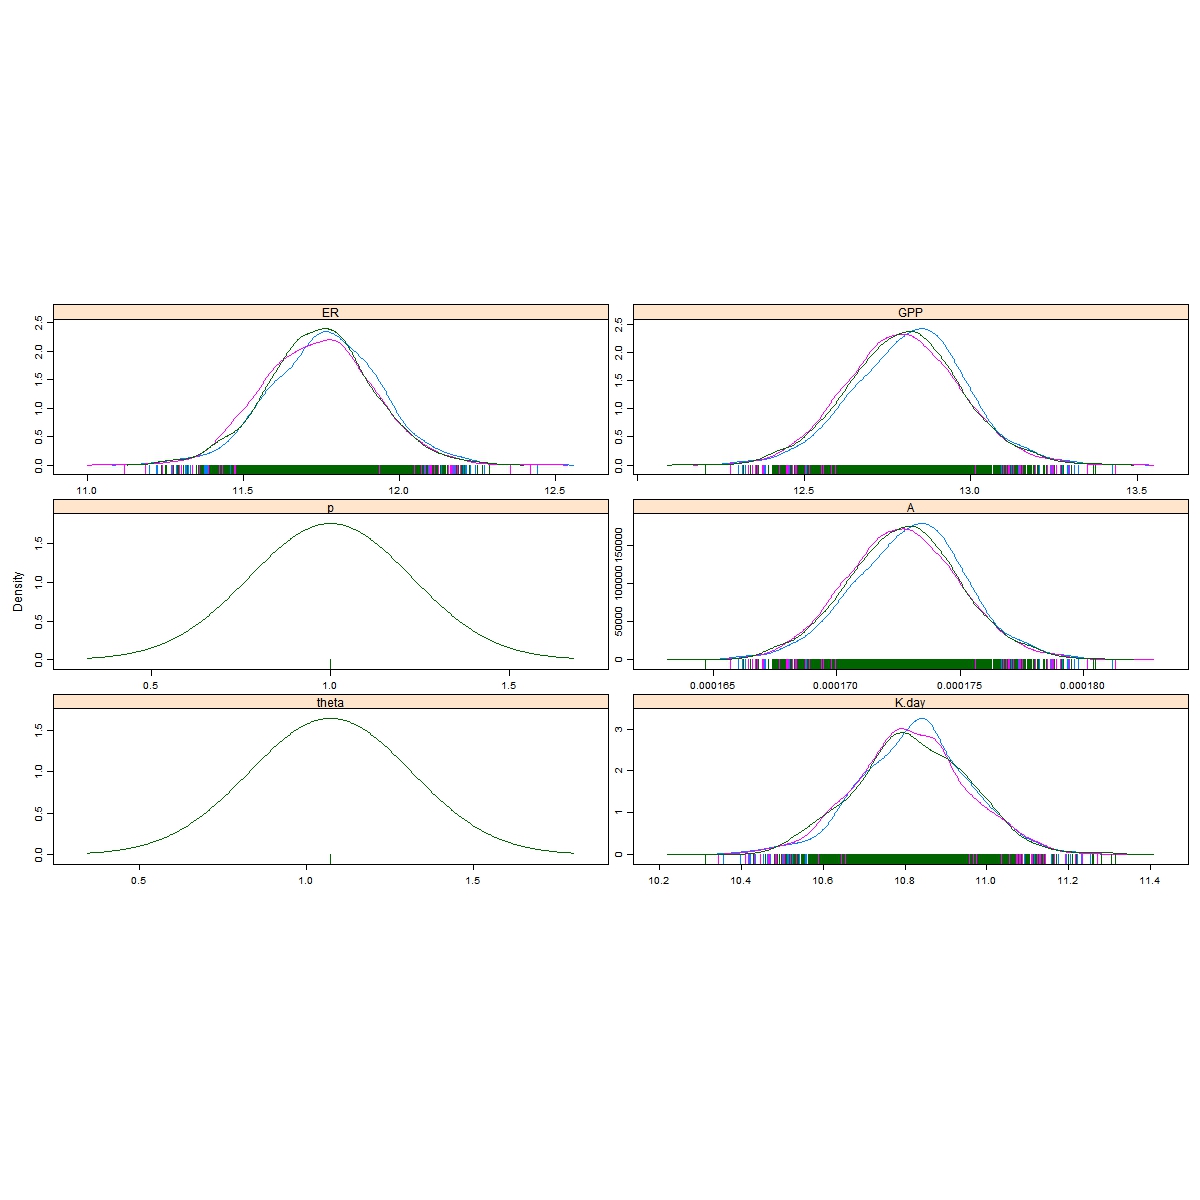 ER
GPP
0.0 0.5 1.0 1.5 2.0 2.5
0.0 0.5 1.0 1.5 2.0 2.5
11.0 11.5 12.0 12.5
12.5 13.0 13.5
p
A
Density
0.0 0.5 1.0 1.5
0 50000 100000 150000
0.5 1.0 1.5
0.000165 0.000170 0.000175 0.000180
theta
K.day
0.0 0.5 1.0 1.5
0 1 2 3
0.5 1.0 1.5
10.2 10.4 10.6 10.8 11.0 11.2 11.4